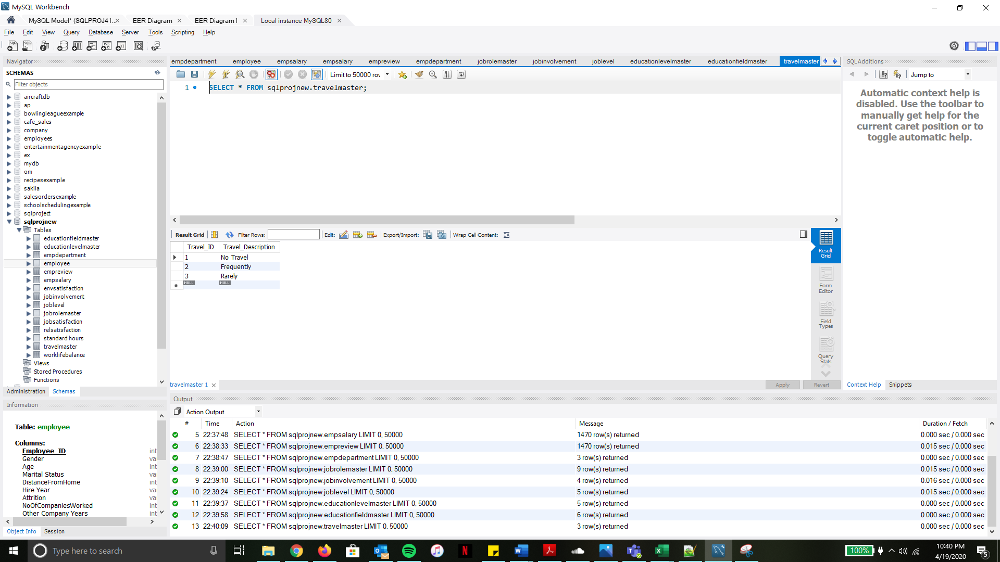 MySQL Workbench
MySQL Model* (SQLPROJ41.. EER Diagram EER Diagram1 Local instance MySQL80
File Edit View Query Database Server Tools Scripting Help
Navigator
SCHEMAS
Filter objects
aircraftdb
ap
bowlingleagueexample
cafe_sales
company
employees
entertainmentagencyexample
ex
mydb
om
recipesexample
sakila
salesordersexample
schoolschedulingexample
sqlproject
sqlprojnew
Tables
educationfieldmaster
educationlevelmaster
empdepartment
employee
empreview
empsalary
envsatisfaction
jobinvolvement
joblevel
jobrolemaster
jobsatisfaction
relsatisfaction
standard hours
travelmaster
worklifebalance
Views
Stored Procedures
Functions
Administration Schemas
Information
Table: employee
Columns:
Employee_ID int
Gender va
Age int
Marital Status va
DistanceFromHome int
Hire Year va
Attrition va
NoOfCompaniesWorked int
Other Company Years int
Object Info Session
empdepartment employee empsalary empsalary empreview empdepartment jobrolemaster jobinvolvement joblevel educationlevelmaster educationfieldmaster travelmaster
Limit to 50000 rov
1 SELECT * FROM sqlprojnew.travelmaster;
Result Grid Filter Rows: Edit: Export/Import: Wrap Cell Content:
Travel_ID Travel_Description
1 No Travel
2 Frequently
3 Rarely
NULL NULL
Result Grid
Form Editor
Field Types
Query Stats
travelmaster 1 Apply Revert
SQLAdditions
Jump to
Automatic context help is
disabled. Use the toolbar to
manually get help for the
current caret position or to
toggle automatic help.
Context Help Snippets
Output
Action Output
# Time Action Message Duration / Fetch
5 22:37:48 SELECT * FROM sqlprojnew.empsalary LIMIT 0, 50000 1470 row(s) returned 0.000 sec / 0.000 sec
6 22:38:33 SELECT * FROM sqlprojnew.empreview LIMIT 0, 50000 1470 row(s) returned 0.015 sec / 0.000 sec
7 22:38:47 SELECT * FROM sqlprojnew.empdepartment LIMIT 0, 50000 3 row(s) returned 0.000 sec / 0.000 sec
8 22:39:00 SELECT * FROM sqlprojnew.jobrolemaster LIMIT 0, 50000 9 row(s) returned 0.015 sec / 0.000 sec
9 22:39:10 SELECT * FROM sqlprojnew.jobinvolvement LIMIT 0, 50000 4 row(s) returned 0.016 sec / 0.000 sec
10 22:39:24 SELECT * FROM sqlprojnew.joblevel LIMIT 0, 50000 5 row(s) returned 0.015 sec / 0.000 sec
11 22:39:37 SELECT * FROM sqlprojnew.educationlevelmaster LIMIT 0, 50000 5 row(s) returned 0.000 sec / 0.000 sec
12 22:39:58 SELECT * FROM sqlprojnew.educationfieldmaster LIMIT 0, 50000 6 row(s) returned 0.000 sec / 0.000 sec
13 22:40:09 SELECT * FROM sqlprojnew.travelmaster LIMIT 0, 50000 3 row(s) returned 0.000 sec / 0.000 sec
Type here to search
100%
10:40 PM
4/19/2020
5